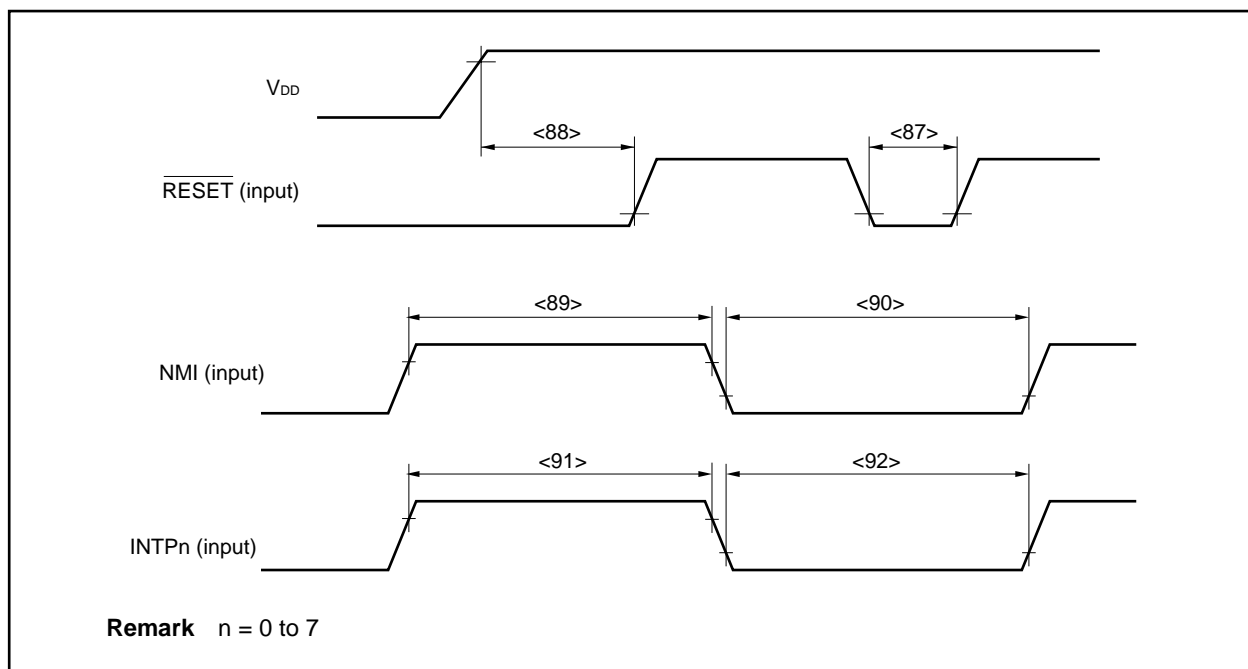 VDD
<88> <87>
RESET (input)
<89> <90>
NMI (input)
<91> <92>
INTPn (input)
Remark n = 0 to 7